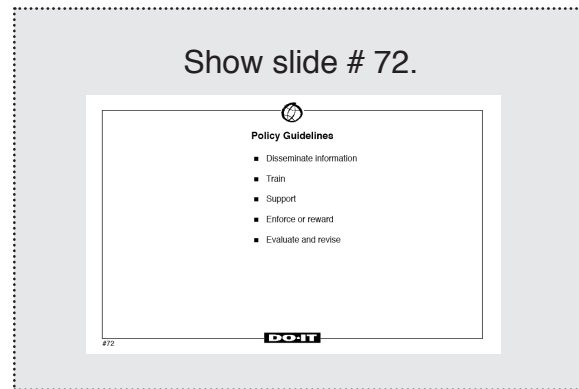 Show slide # 72.
Policy Guidelines
■ Disseminate information
■ Train
■ Support
■ Enforce or reward
■ Evaluate and revise
DO-IT
#72